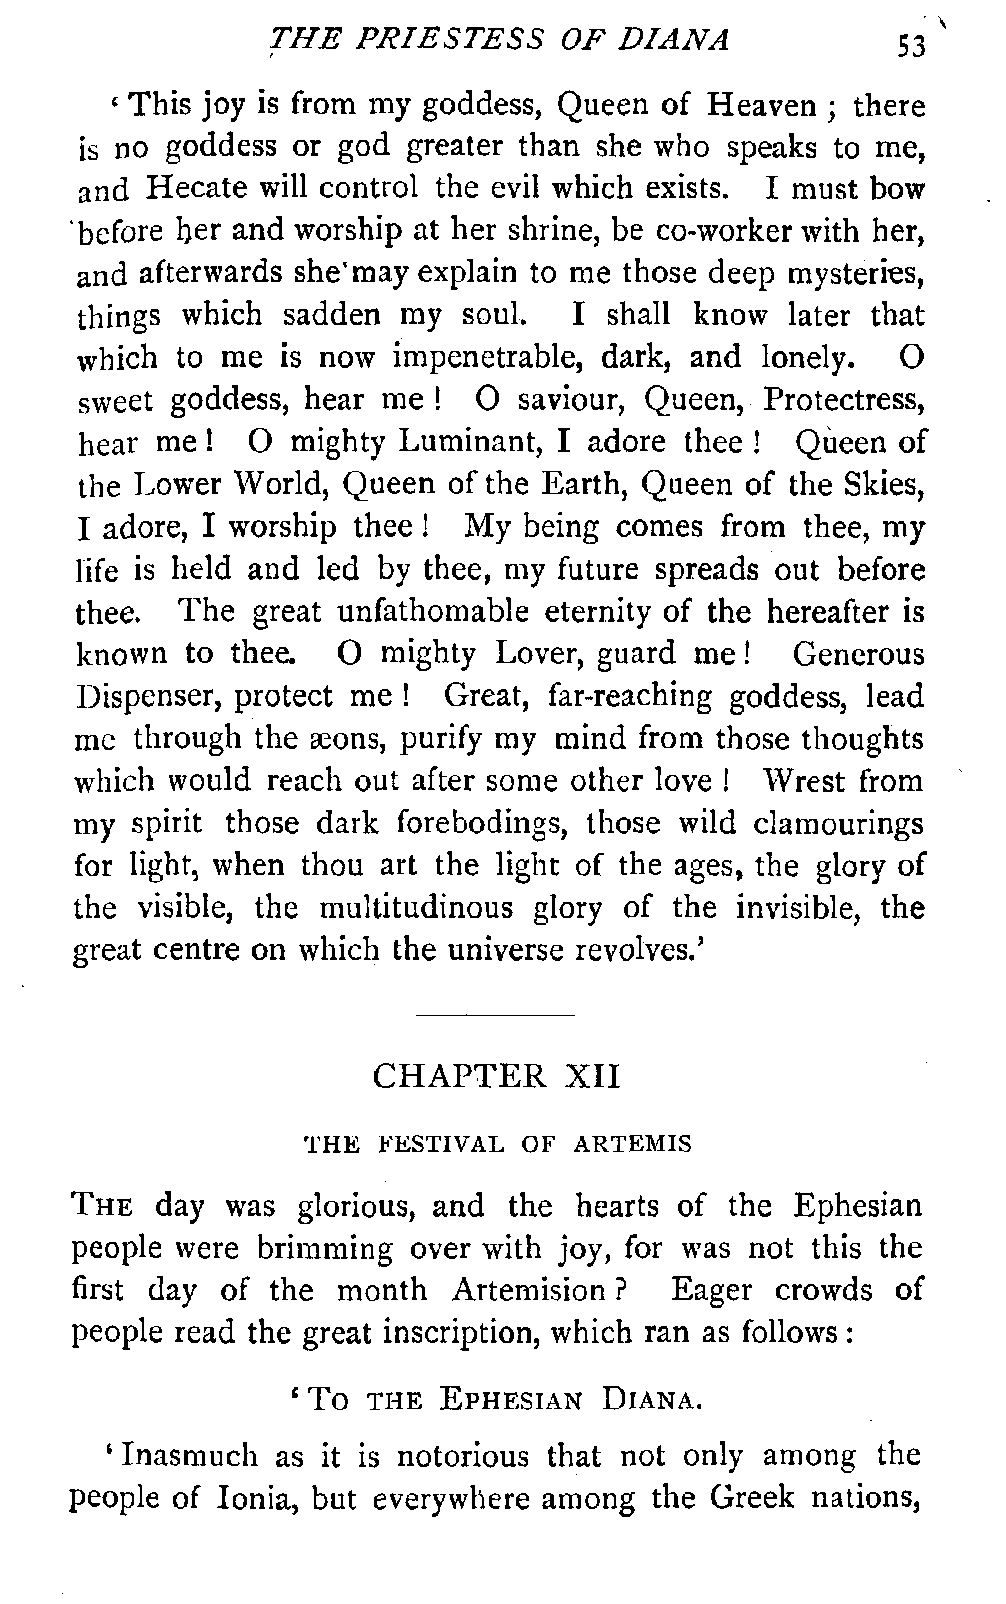 THE PRIESTESS OF DIANA 53
‘ This joy is from my goddess, Queen of Heaven ; there
is no goddess or god greater than she who speaks to me,
and Hecate will control the evil which exists. I must bow
before her and worship at her shrine, be co-worker with her,
and afterwards she may explain to me those deep mysteries,
things which sadden my soul. I shall know later that
which to me is now impenetrable, dark, and lonely. O
sweet goddess, hear me ! O saviour, Queen, Protectress,
hear me ! O mighty Luminant, I adore thee ! Queen of
the Lower World, Queen of the Earth, Queen of the Skies,
I adore, I worship thee ! My being comes from thee, my
life is held and led by thee, my future spreads out before
thee. The great unfathomable eternity of the hereafter is
known to thee. O mighty Lover, guard me ! Generous
Dispenser, protect me ! Great, far-reaching goddess, lead
me through the æons, purify my mind from those thoughts
which would reach out after some other love ! Wrest from
my spirit those dark forebodings, those wild clamourings
for light, when thou art the light of the ages, the glory of
the visible, the multitudinous glory of the invisible, the
great centre on which the universe revolves.’
CHAPTER XII
THE FESTIVAL OF ARTEMIS
THE day was glorious, and the hearts of the Ephesian
people were brimming over with joy, for was not this the
first day of the month Artemision ? Eager crowds of
people read the great inscription, which ran as follows :
‘ TO THE EPHESIAN DIANA.
‘ Inasmuch as it is notorious that not only among the
people of Ionia, but everywhere among the Greek nations,